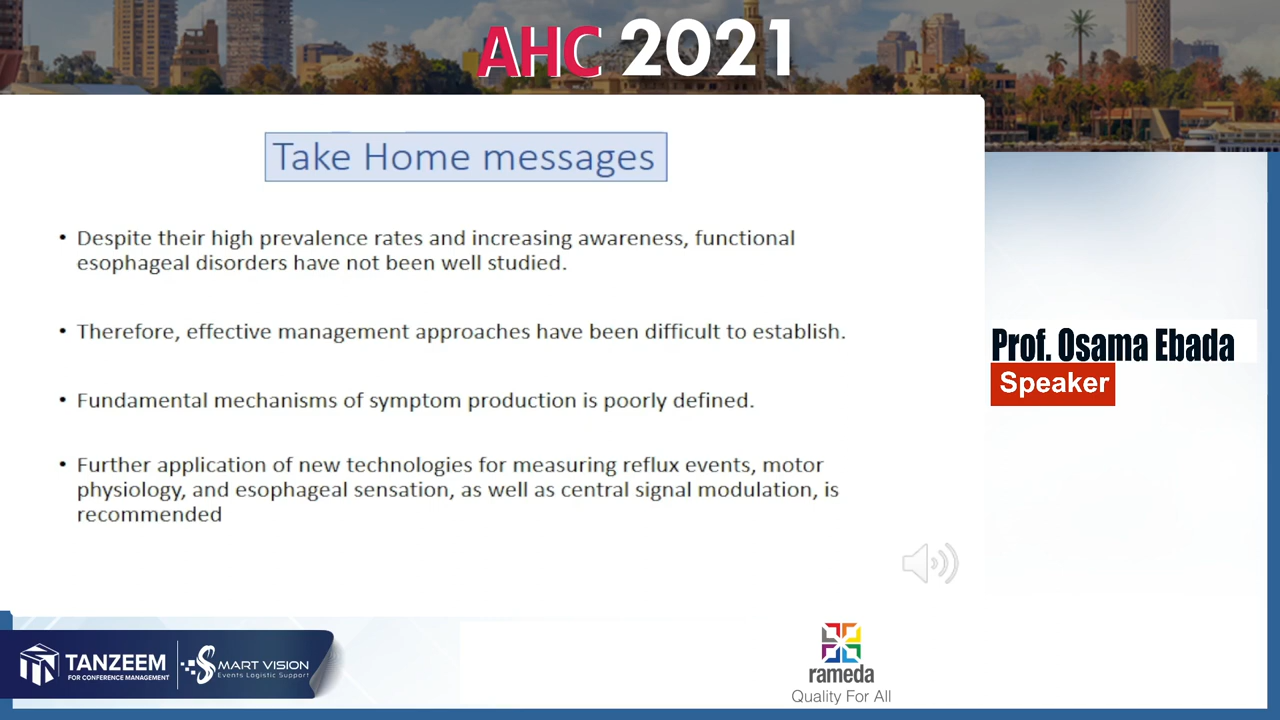 AHC 2021
Take Home messages
• Despite their high prevalence rates and increasing awareness, functional
esophageal disorders have not been well studied.
• Therefore, effective management approaches have been difficult to establish.
• Fundamental mechanisms of symptom production is poorly defined.
• Further application of new technologies for measuring reflux events, motor
physiology, and esophageal sensation, as well as central signal modulation, is
recommended
Prof. Osama Ebada
Speaker
TANZEEM
FOR CONFERENCE MANAGEMENT
SMART VISION
Events Logistic Support
rameda
Quality For All